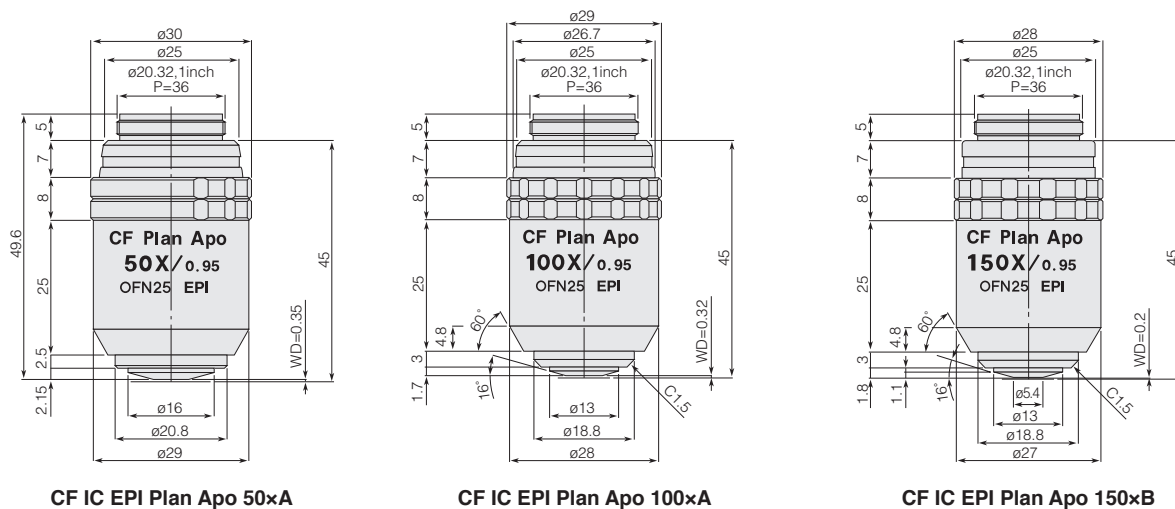 ø30
ø25
ø20.32,1inch
P=36
5
7
8
25
49.6
2.5
2.15
45
WD=0.35
CF Plan Apo
50X/0.95
OFN25 EPI
ø16
ø20.8
ø29
CF IC EPI Plan Apo 50×A
ø29
ø26.7
ø25
ø20.32,1inch
P=36
5
7
8
25
60°
4.8
3
1.7
16°
45
WD=0.32
C1.5
CF Plan Apo
100X/0.95
OFN25 EPI
ø13
ø18.8
ø28
CF IC EPI Plan Apo 100×A
ø28
ø25
ø20.32,1inch
P=36
5
7
8
25
60°
4.8
3
1.8
1.1
16°
45
WD=0.2
C1.5
CF Plan Apo
150X/0.95
OFN25 EPI
ø5.4
ø13
ø18.8
ø27
CF IC EPI Plan Apo 150×B